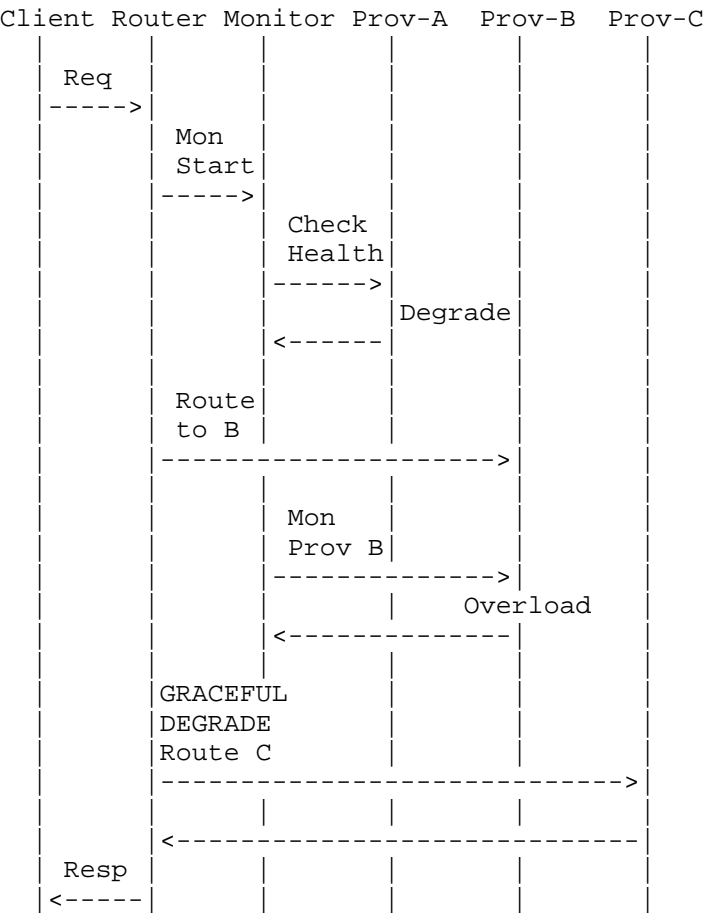 Client Router Monitor Prov-A Prov-B Prov-C
Req
Mon
Start
Check
Health
Degrade
Route
to B
Mon
Prov B
Overload
GRACEFUL
DEGRADE
Route C
Resp